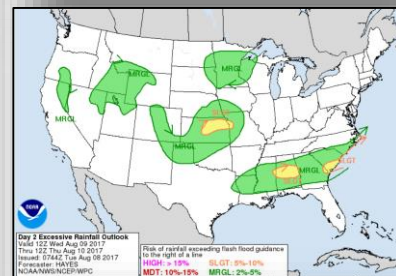 MRGL
MRGL
MRGL
SLGT
MRGL
SLGT
MRGL
Day 2 Excessive Rainfall Outlook
Valid 12Z Wed Aug 09 2017
Thru 12Z Thu Aug 10 2017
Issued: 0744Z Tue Aug 08 2017
Forecaster: HAYES
NOAA/NWS/NCEP/WPC
Risk of rainfall exceeding flash flood guidance
to the right of a line
HIGH: > 15% SLGT: 5%-10%
MDT: 10%-15% MRGL: 2%-5%